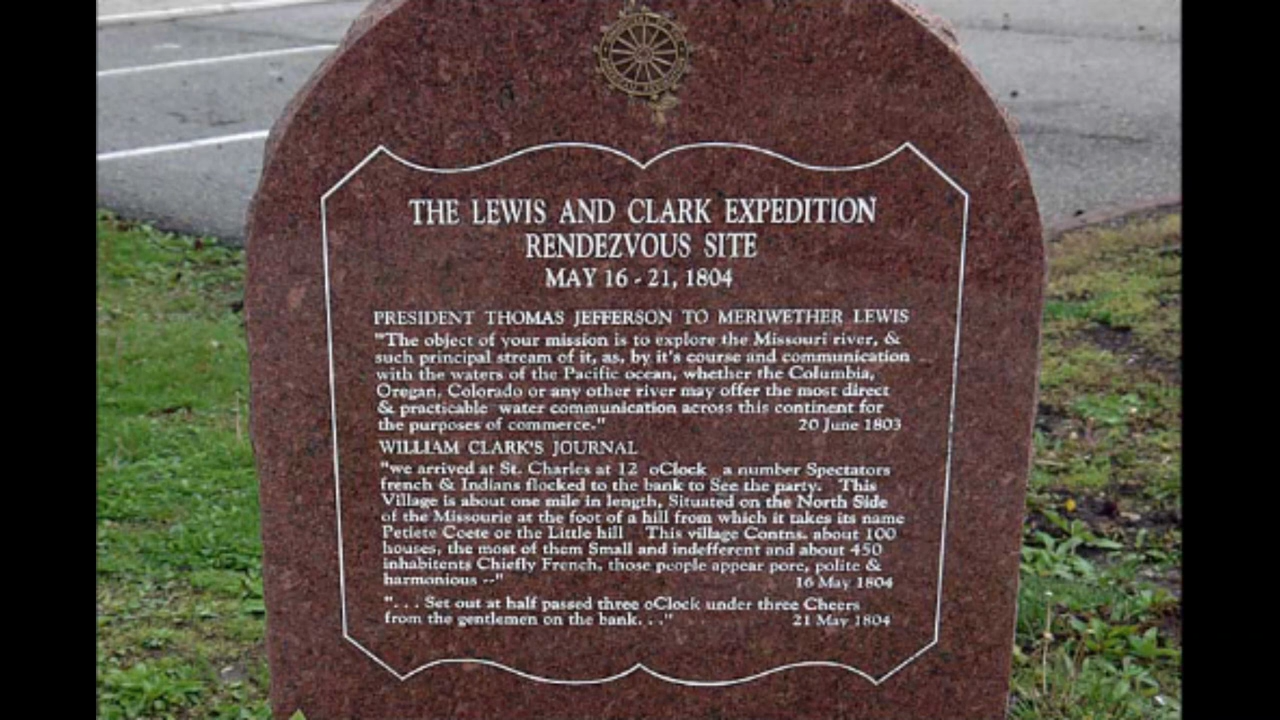 THE LEWIS AND CLARK EXPEDITION
RENDEZVOUS SITE
MAY 16 - 21, 1804
PRESIDENT THOMAS JEFFERSON TO MERIWETHER LEWIS
"The object of your mission is to explore the Missouri river, &
such principal stream of it, as, by it's course and communication
with the waters of the Pacific ocean, whether the Columbia,
Oregan, Colorado or any other river may offer the most direct
& practicable water communication across this continent for
the purposes of commerce." 20 June 1803
WILLIAM CLARK'S JOURNAL
"we arrived at St. Charles at 12 oClock a number Spectators
french & Indians flocked to the bank to See the party. This
Village is about one mile in length, Situated on the North Side
of the Missourie at the foot of a hill from which it takes its name
Petiete Coete or the Little hill This village Contns. about 100
houses, the most of them Small and indefferent and about 450
inhabitents Chiefly French, those people appear pore, polite &
harmonious --" 16 May 1804
". . . Set out at half passed three oClock under three Cheers
from the gentlemen on the bank. . ." 21 May 1804